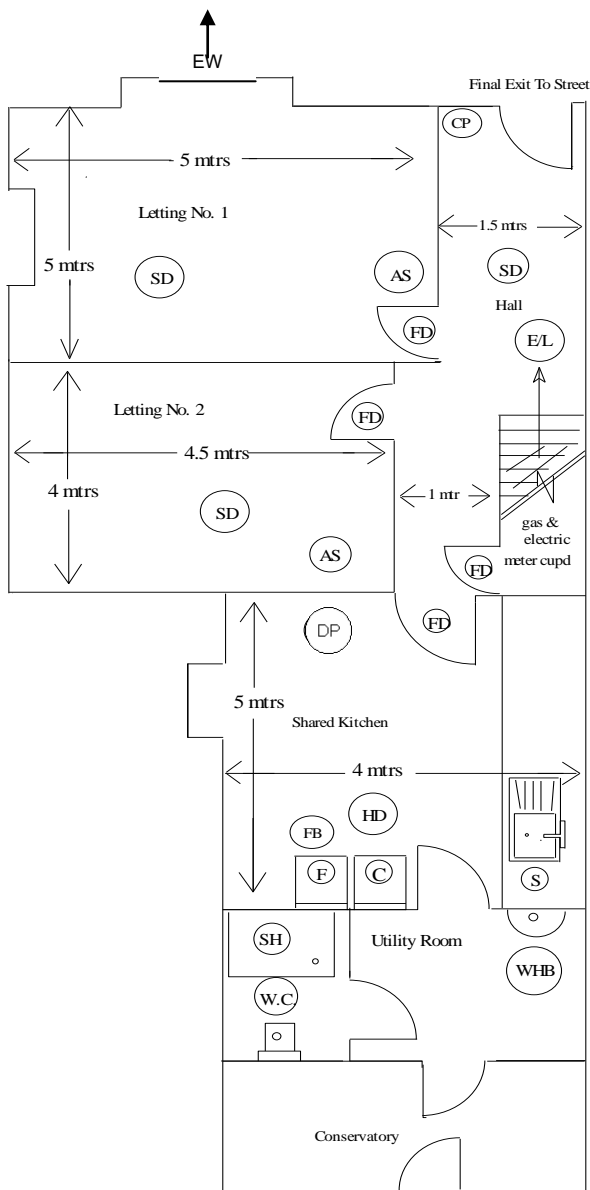 EW
Final Exit To Street
CP
5 mtrs
Letting No. 1
1.5 mtrs
5 mtrs
SD
AS
SD
Hall
FD
E/L
Letting No. 2
FD
4.5 mtrs
4 mtrs
1 mtr
SD
gas &
electric
meter cupd
AS
FD
DP
FD
5 mtrs
Shared Kitchen
4 mtrs
HD
FB
F
C
S
SH
Utility Room
WHB
W.C.
Conservatory